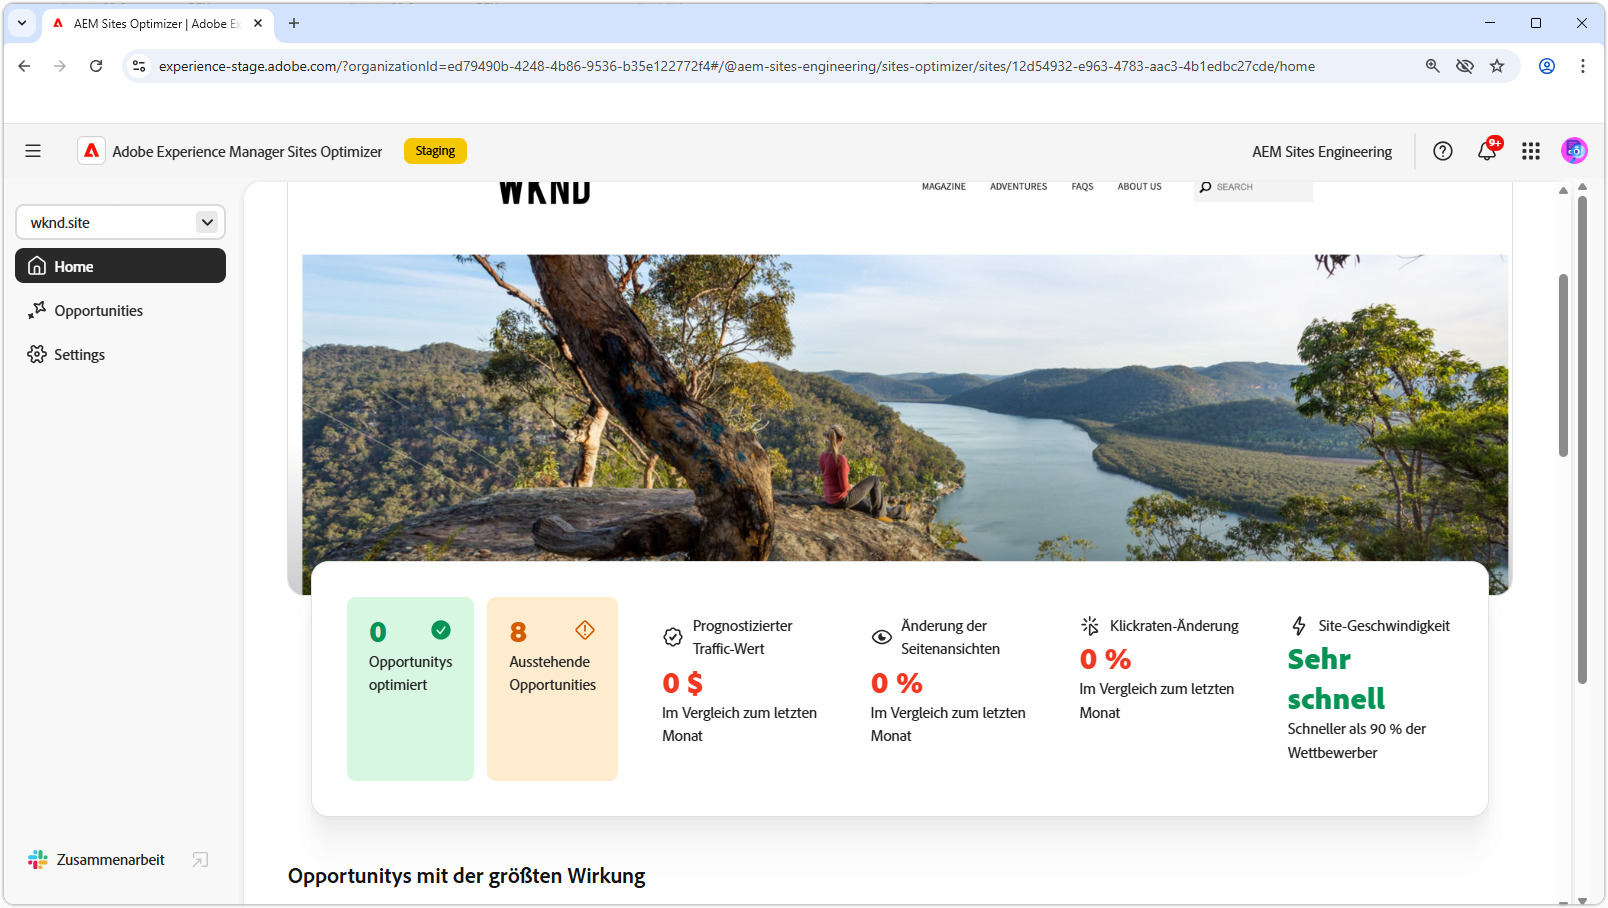 AEM Sites Optimizer | Adobe Ex
experience-stage.adobe.com/?organizationId=ed79490b-4248-4b86-9536-b35e122772f4#/@aem-sites-engineering/sites-optimizer/sites/12d54932-e963-4783-aac3-4b1edbc27cde/home
Adobe Experience Manager Sites Optimizer
Staging
AEM Sites Engineering
9+
wknd.site
Home
Opportunities
Settings
Zusammenarbeit
WKND
MAGAZINE
ADVENTURES
FAQS
ABOUT US
SEARCH
0
Opportunitys
optimiert
8
Ausstehende
Opportunities
Prognostizierter
Traffic-Wert
0 $
Im Vergleich zum letzten
Monat
Änderung der
Seitenansichten
0 %
Im Vergleich zum letzten
Monat
Klickraten-Änderung
0 %
Im Vergleich zum letzten
Monat
Site-Geschwindigkeit
Sehr
schnell
Schneller als 90 % der
Wettbewerber
Opportunitys mit der größten Wirkung